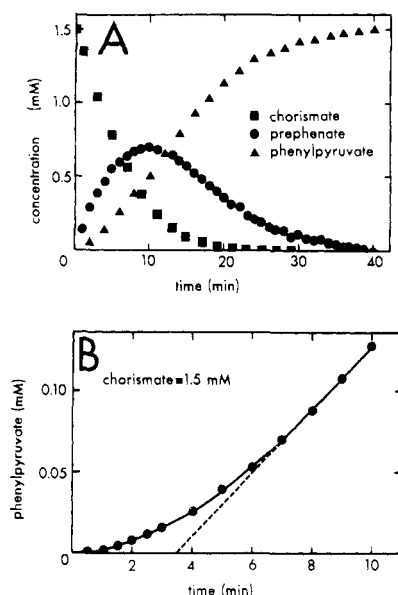 A
1.5
1.0
0.5
0
concentration (mM)
■ chorismate
● prephenate
▲ phenylpyruvate
0 10 20 30 40
time (min)
B
chorismate=1.5 mM
0.10
0.05
0
phenylpyruvate (mM)
2 4 6 8 10
time (min)